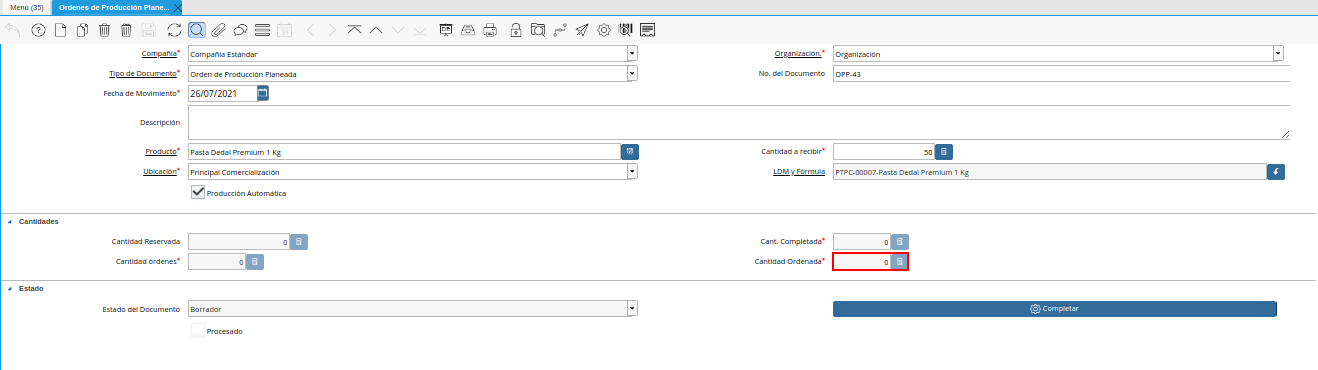 Menú (35) Ordenes de Producción Plane...
Compañía* Compañía Estándar Organización.* Organización
Tipo de Documento* Orden de Producción Planeada No. del Documento OPP-43
Fecha de Movimiento* 26/07/2021
Descripción
Producto* Pasta Dedal Premium 1 Kg Cantidad a recibir* 50
Ubicación* Principal Comercialización LDM y Fórmula PTPC-00007-Pasta Dedal Premium 1 Kg
Producción Automática
Cantidades
Cantidad Reservada 0 Cant. Completada* 0
Cantidad órdenes* 0 Cantidad Ordenada* 0
Estado
Estado del Documento Borrador Completar
Procesado